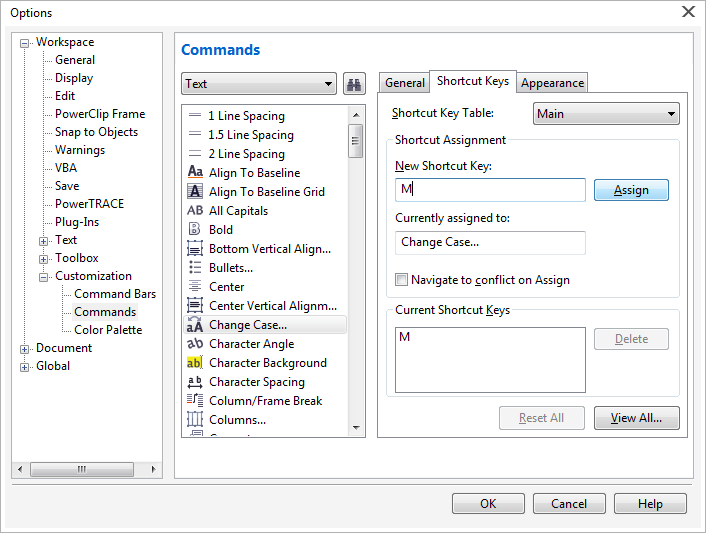 Options
Workspace
General
Display
Edit
PowerClip Frame
Snap to Objects
Warnings
VBA
Save
PowerTRACE
Plug-Ins
Text
Toolbox
Customization
Command Bars
Commands
Color Palette
Document
Global
Commands
Text
1 Line Spacing
1.5 Line Spacing
2 Line Spacing
Aa Align To Baseline
A Align To Baseline Grid
AB All Capitals
B Bold
Bottom Vertical Align...
Bullets...
Center
Center Vertical Alignm...
aA Change Case...
ab Character Angle
ab Character Background
a b Character Spacing
Column/Frame Break
Columns...
General Shortcut Keys Appearance
Shortcut Key Table: Main
Shortcut Assignment
New Shortcut Key:
M Assign
Currently assigned to:
Change Case...
Navigate to conflict on Assign
Current Shortcut Keys
M Delete
Reset All View All...
OK Cancel Help